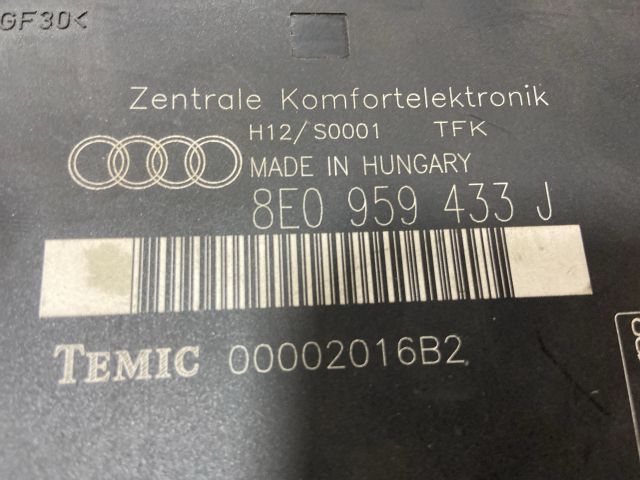 GF30<
Zentrale Komfortelektronik
H12/S0001 TFK
MADE IN HUNGARY
8E0 959 433 J
TEMIC 00002016B2